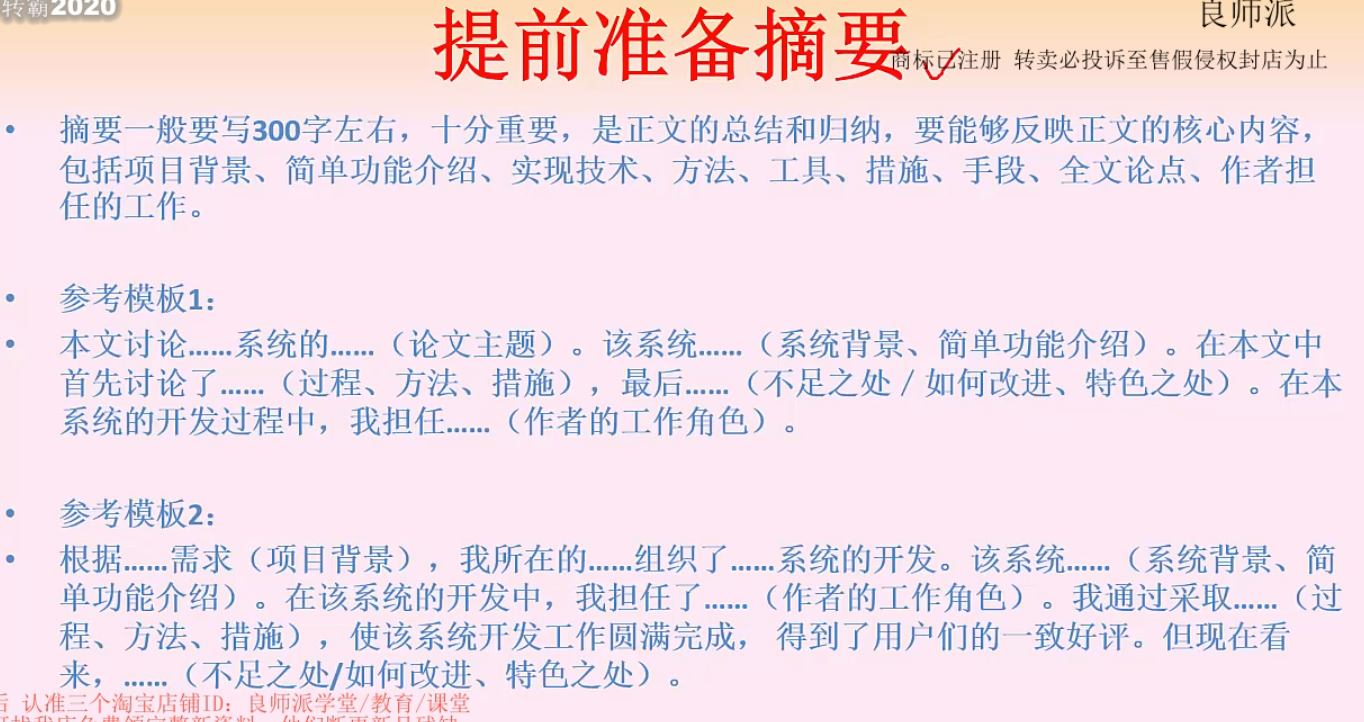 转霸2020
良师派
提前准备摘要
商标已注册 转卖必投诉至售假侵权封店为止
• 摘要一般要写300字左右，十分重要，是正文的总结和归纳，要能够反映正文的核心内容，
包括项目背景、简单功能介绍、实现技术、方法、工具、措施、手段、全文论点、作者担
任的工作。
• 参考模板1：
• 本文讨论……系统的……（论文主题）。该系统……（系统背景、简单功能介绍）。在本文中
首先讨论了……（过程、方法、措施），最后……（不足之处／如何改进、特色之处）。在本
系统的开发过程中，我担任……（作者的工作角色）。
• 参考模板2：
• 根据……需求（项目背景），我所在的……组织了……系统的开发。该系统……（系统背景、简
单功能介绍）。在该系统的开发中，我担任了……（作者的工作角色）。我通过采取……（过
程、方法、措施），使该系统开发工作圆满完成， 得到了用户们的一致好评。但现在看
来，……（不足之处/如何改进、特色之处）。
后 认准三个淘宝店铺ID：良师派学堂/教育/课堂